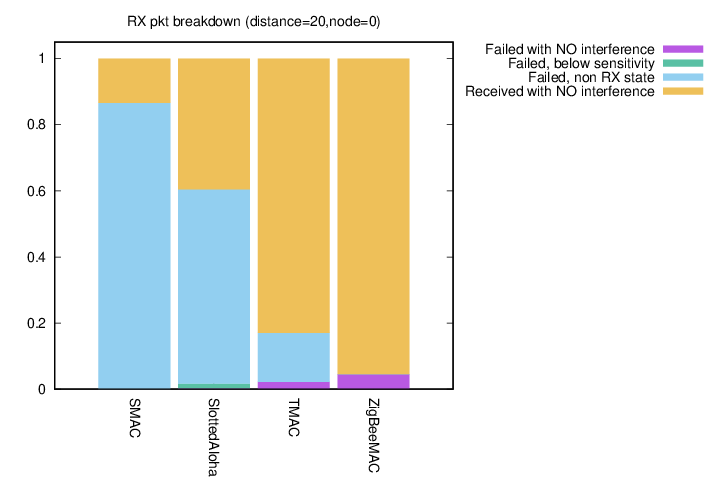 RX pkt breakdown (distance=20,node=0)
Failed with NO interference
Failed, below sensitivity
Failed, non RX state
Received with NO interference
1
0.8
0.6
0.4
0.2
0
SMAC
SlottedAloha
TMAC
ZigBeeMAC